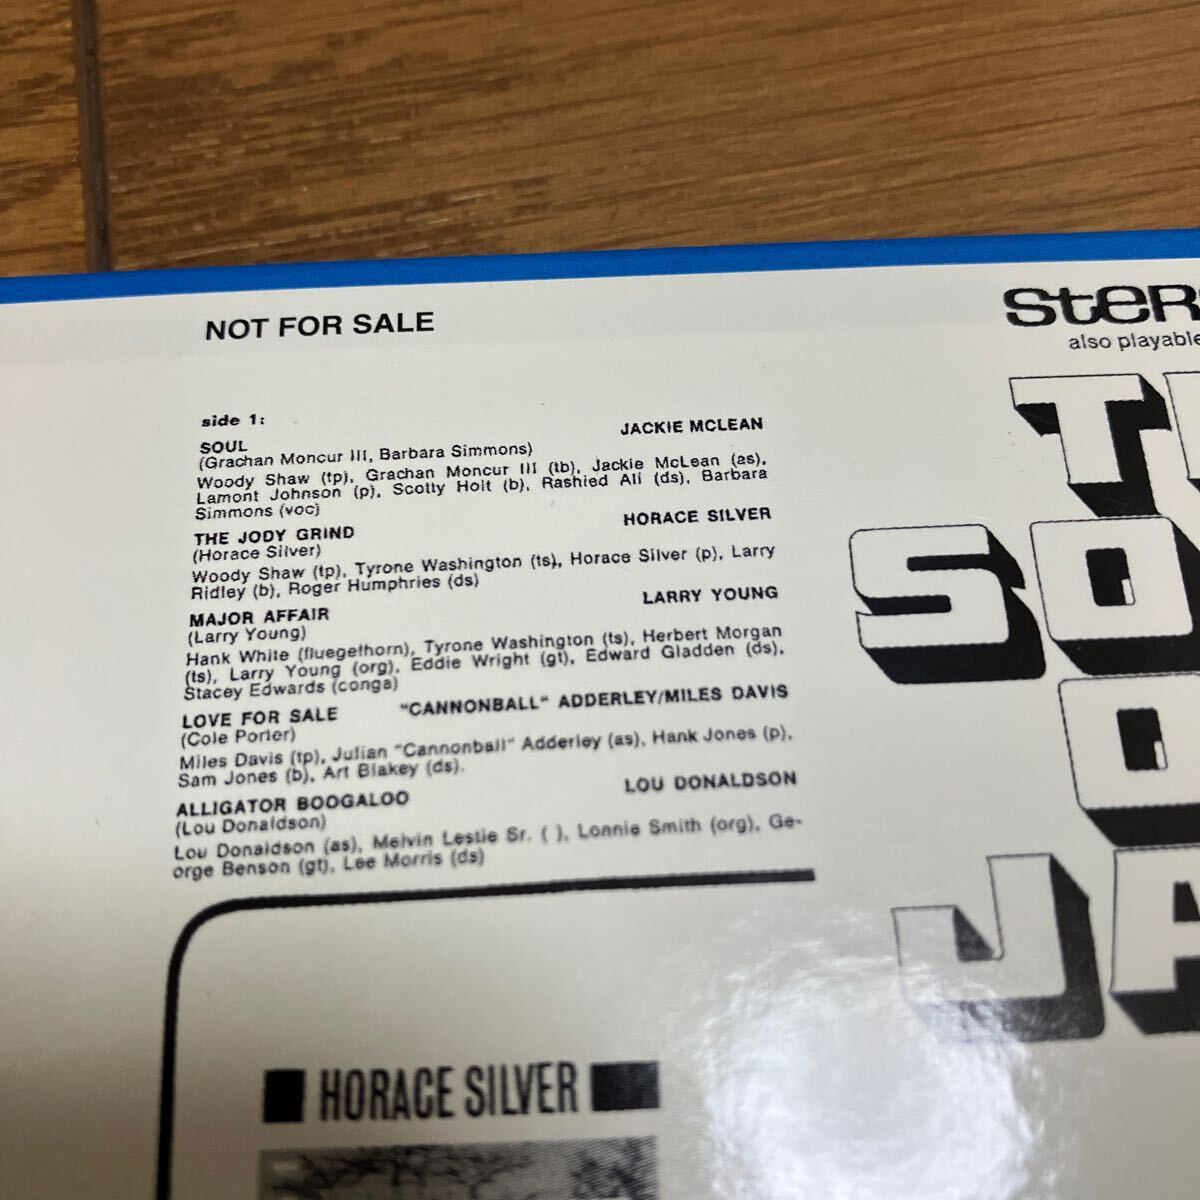 NOT FOR SALE
side 1:
SOUL JACKIE MCLEAN
(Grachan Moncur III, Barbara Simmons)
Woody Shaw (tp), Grachan Moncur III (tb), Jackie McLean (as),
Lamont Johnson (p), Scotty Holt (b), Rashied Ali (ds), Barbara
Simmons (voc)
THE JODY GRIND HORACE SILVER
(Horace Silver)
Woody Shaw (tp), Tyrone Washington (ts), Horace Silver (p), Larry
Ridley (b), Roger Humphries (ds)
MAJOR AFFAIR LARRY YOUNG
(Larry Young)
Hank White (fluegelhorn), Tyrone Washington (ts), Herbert Morgan
(ts), Larry Young (org), Eddie Wright (gt), Edward Gladden (ds),
Stacey Edwards (conga)
LOVE FOR SALE "CANNONBALL" ADDERLEY/MILES DAVIS
(Cole Porter)
Miles Davis (tp), Julian "Cannonball" Adderley (as), Hank Jones (p),
Sam Jones (b), Art Blakey (ds).
ALLIGATOR BOOGALOO LOU DONALDSON
(Lou Donaldson)
Lou Donaldson (as), Melvin Leslie Sr. ( ), Lonnie Smith (org), Ge-
orge Benson (gt), Lee Morris (ds)
HORACE SILVER
also playable
SO
JA